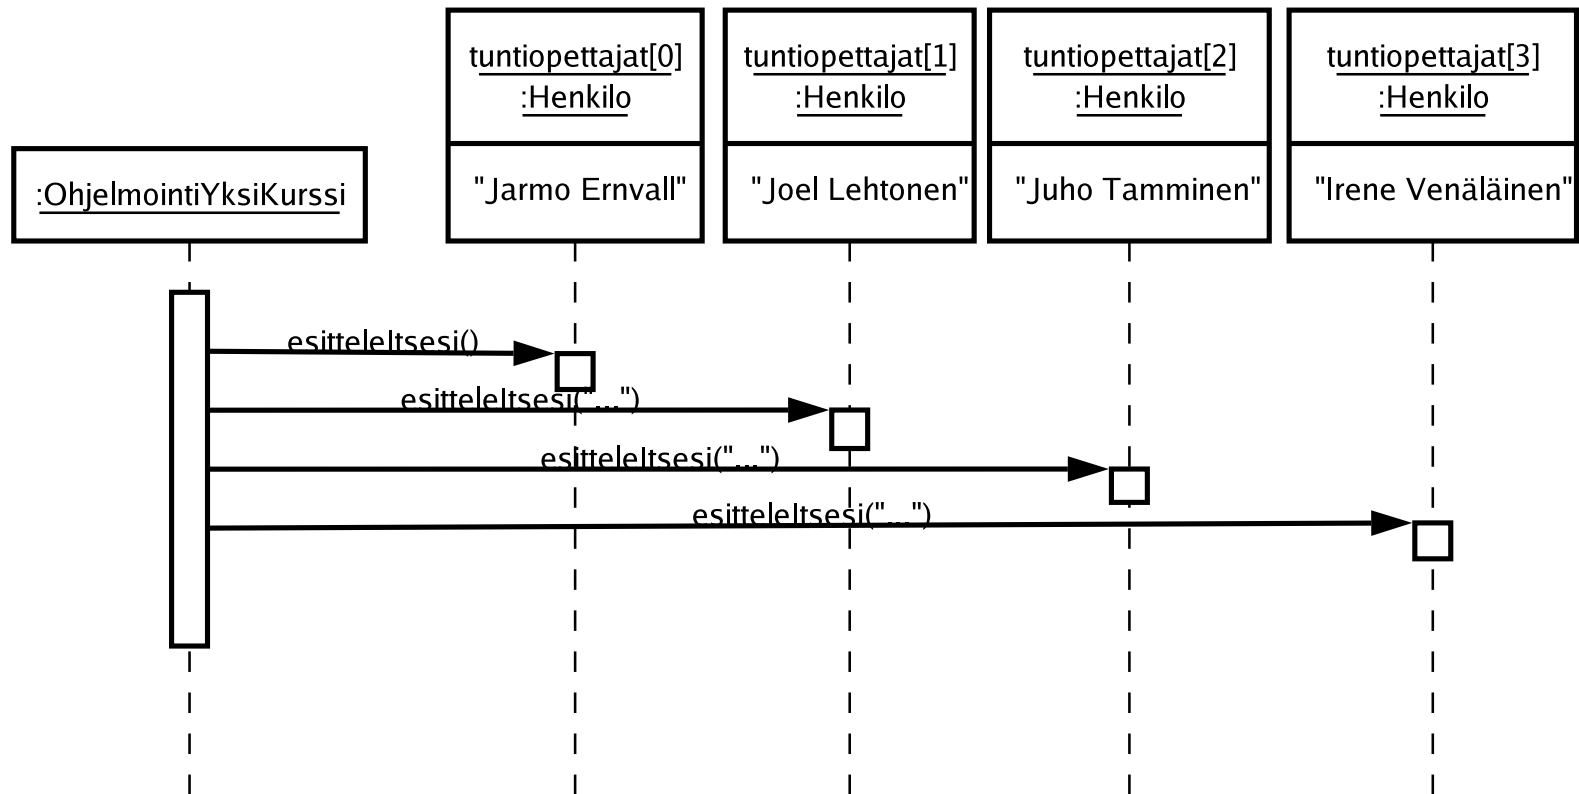 tuntiopettajat[0]
:Henkilo
"Jarmo Ernvall"
tuntiopettajat[1]
:Henkilo
"Joel Lehtonen"
tuntiopettajat[2]
:Henkilo
"Juho Tamminen"
tuntiopettajat[3]
:Henkilo
"Irene Venäläinen"
:OhjelmointiYksiKurssi
esitteleItsesi()
esitteleItsesi("...")
esitteleItsesi("...")
esitteleItsesi("...")